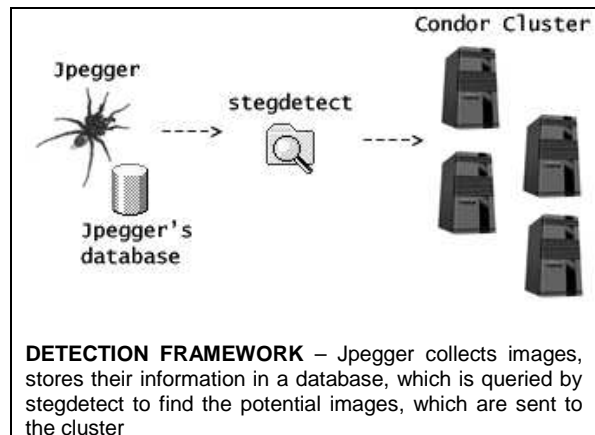 Condor Cluster
Jpegger
stegdetect
Jpegger's
database
DETECTION FRAMEWORK – Jpegger collects images,
stores their information in a database, which is queried by
stegdetect to find the potential images, which are sent to
the cluster